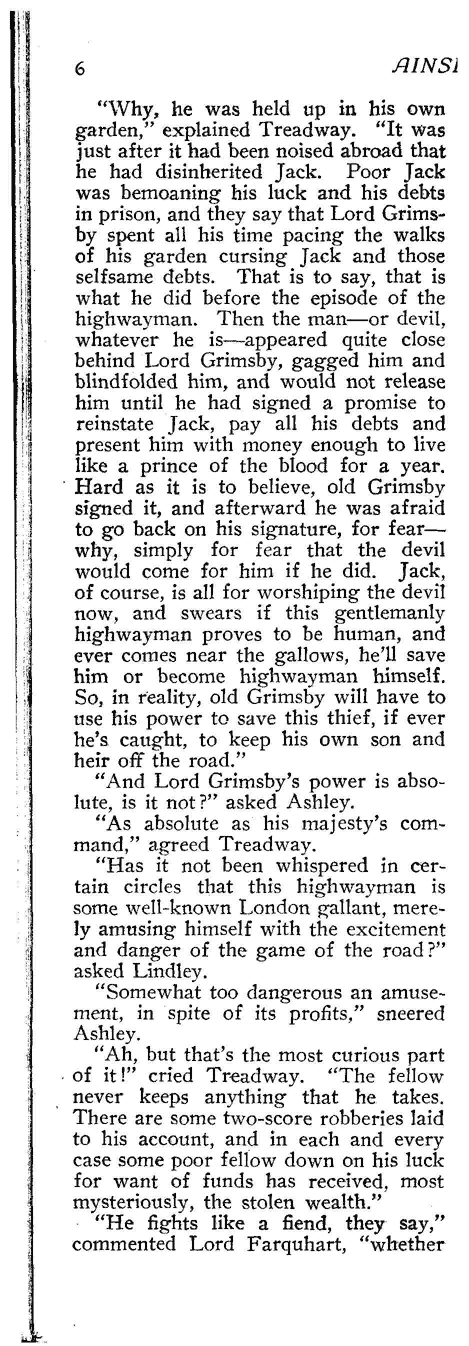 6 AINSL
“Why, he was held up in his own
garden,” explained Treadway. “It was
just after it had been noised abroad that
he had disinherited Jack. Poor Jack
was bemoaning his luck and his debts
in prison, and they say that Lord Grims-
by spent all his time pacing the walks
of his garden cursing Jack and those
selfsame debts. That is to say, that is
what he did before the episode of the
highwayman. Then the man—or devil,
whatever he is—appeared quite close
behind Lord Grimsby, gagged him and
blindfolded him, and would not release
him until he had signed a promise to
reinstate Jack, pay all his debts and
present him with money enough to live
like a prince of the blood for a year.
Hard as it is to believe, old Grimsby
signed it, and afterward he was afraid
to go back on his signature, for fear—
why, simply for fear that the devil
would come for him if he did. Jack,
of course, is all for worshiping the devil
now, and swears if this gentlemanly
highwayman proves to be human, and
ever comes near the gallows, he’ll save
him or become highwayman himself.
So, in reality, old Grimsby will have to
use his power to save this thief, if ever
he’s caught, to keep his own son and
heir off the road.”
“And Lord Grimsby’s power is abso-
lute, is it not?” asked Ashley.
“As absolute as his majesty’s com-
mand,” agreed Treadway.
“Has it not been whispered in cer-
tain circles that this highwayman is
some well-known London gallant, mere-
ly amusing himself with the excitement
and danger of the game of the road?”
asked Lindley.
“Somewhat too dangerous an amuse-
ment, in spite of its profits,” sneered
Ashley.
“Ah, but that’s the most curious part
of it!” cried Treadway. “The fellow
never keeps anything that he takes.
There are some two-score robberies laid
to his account, and in each and every
case some poor fellow down on his luck
for want of funds has received, most
mysteriously, the stolen wealth.”
“He fights like a fiend, they say,”
commented Lord Farquhart, “whether